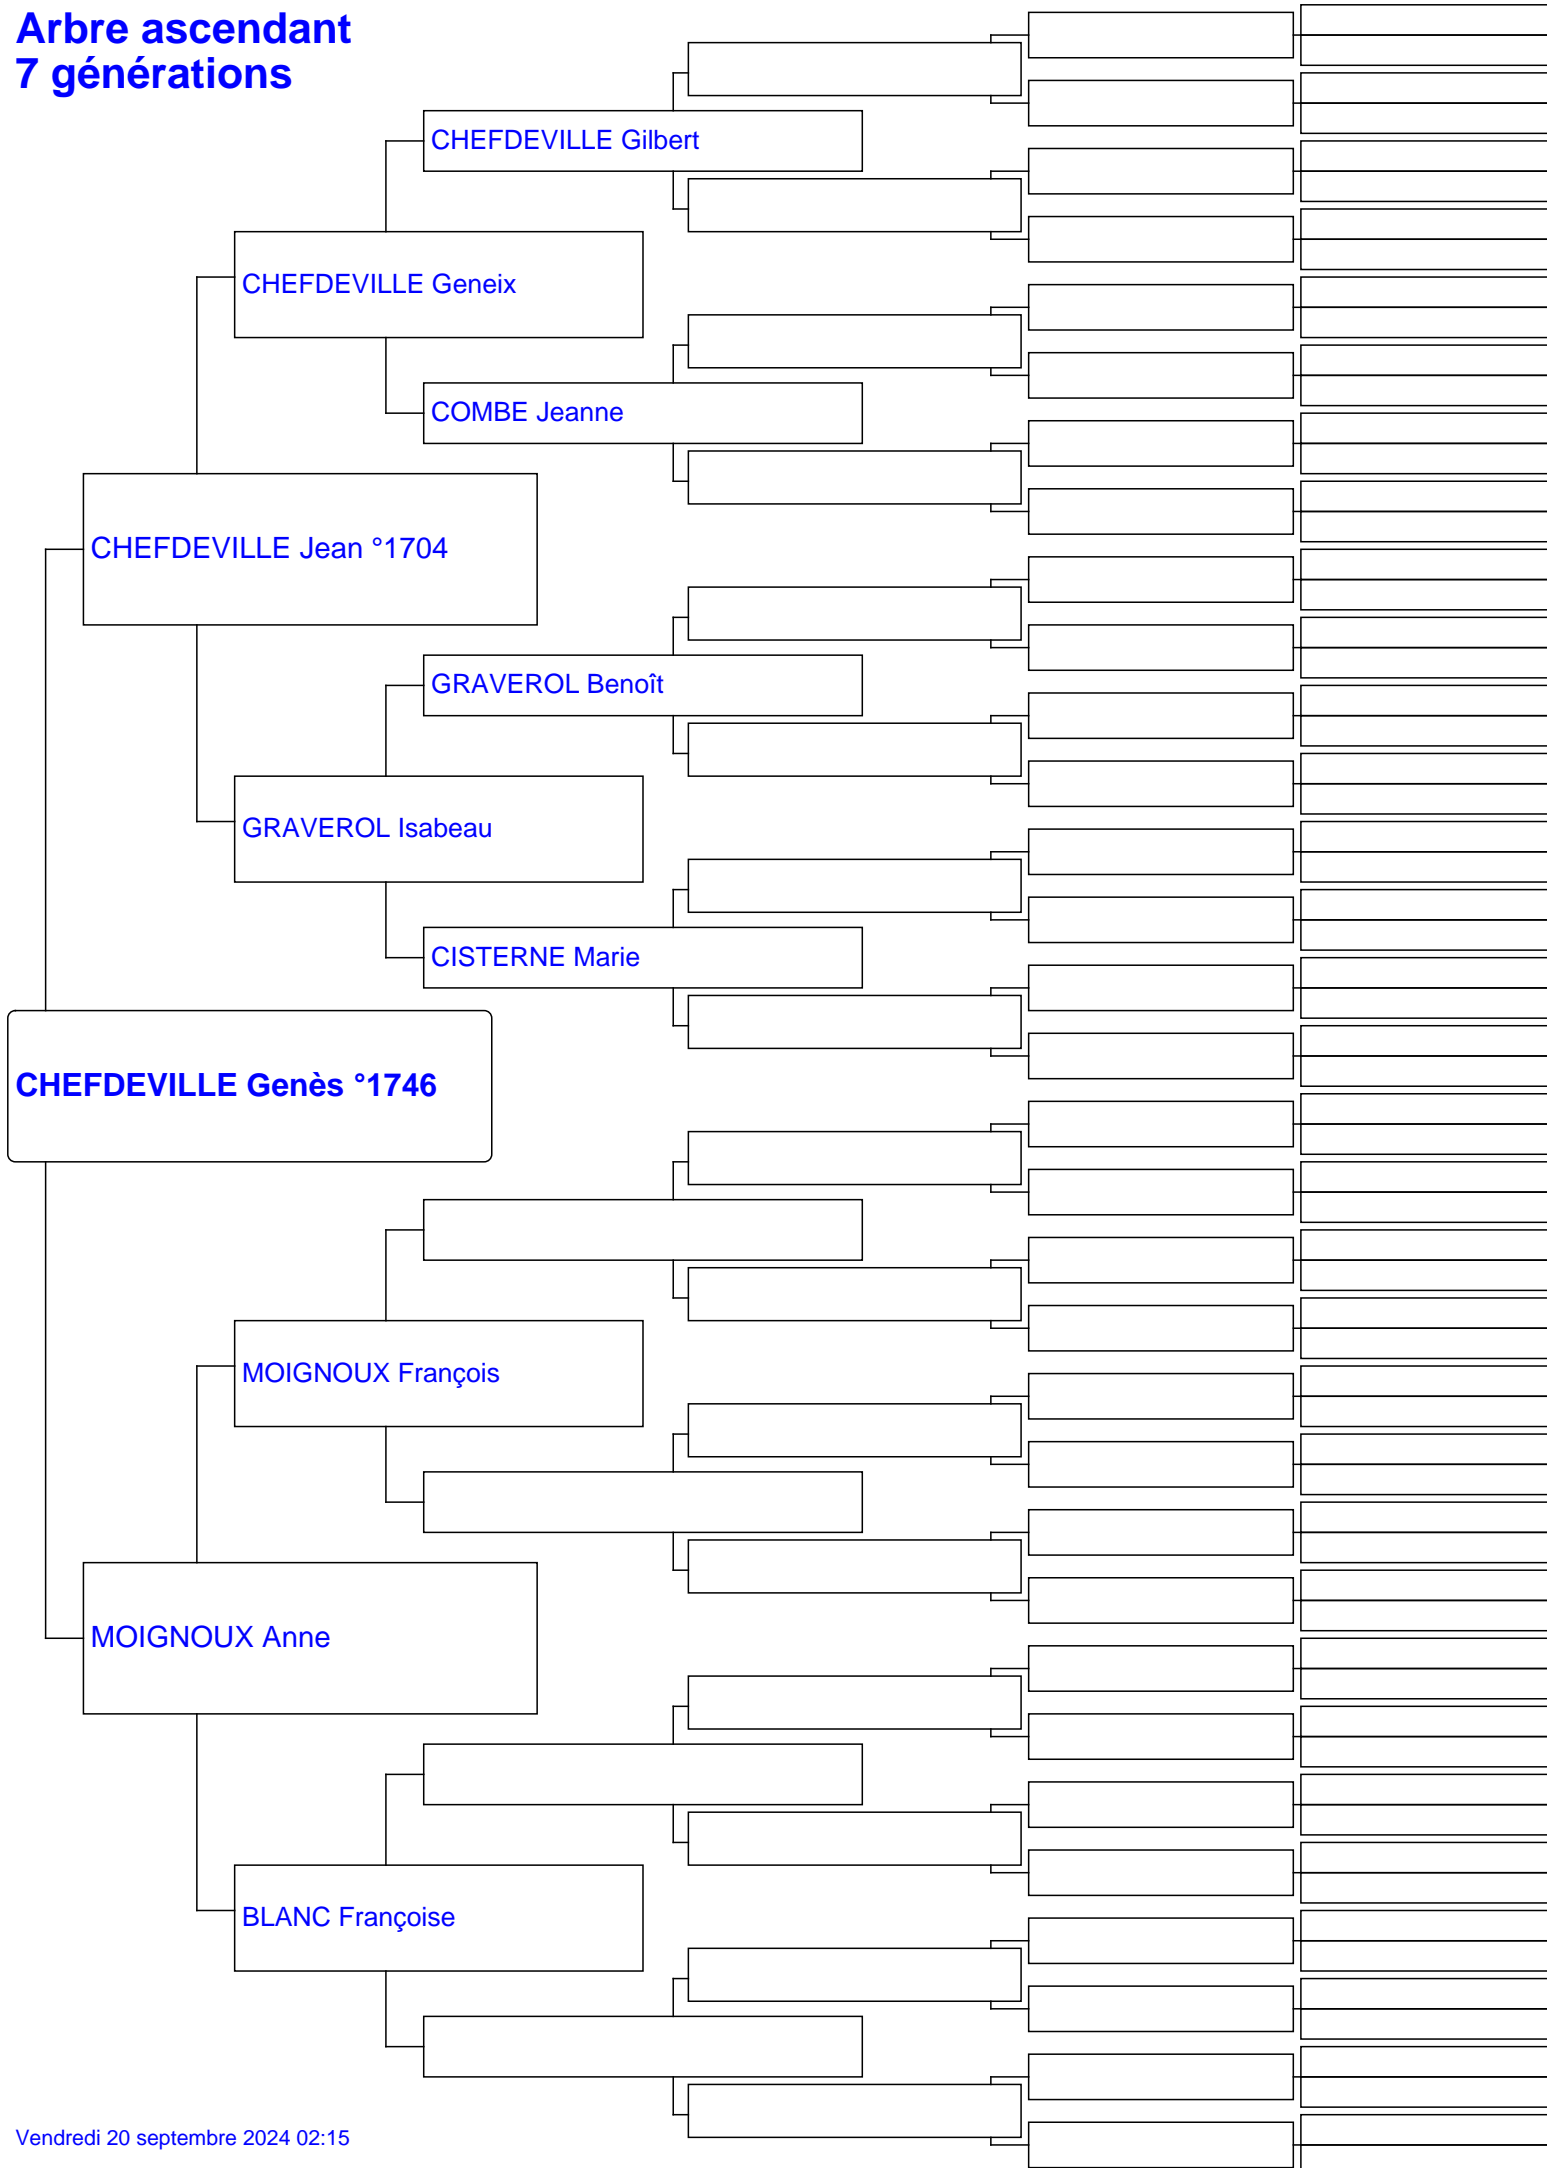 Arbre ascendant
7 générations
CHEFDEVILLE Gilbert
CHEFDEVILLE Geneix
COMBE Jeanne
CHEFDEVILLE Jean °1704
GRAVEROL Benoît
GRAVEROL Isabeau
CISTERNE Marie
CHEFDEVILLE Genès °1746
MOIGNOUX François
MOIGNOUX Anne
BLANC Françoise
Vendredi 20 septembre 2024 02:15